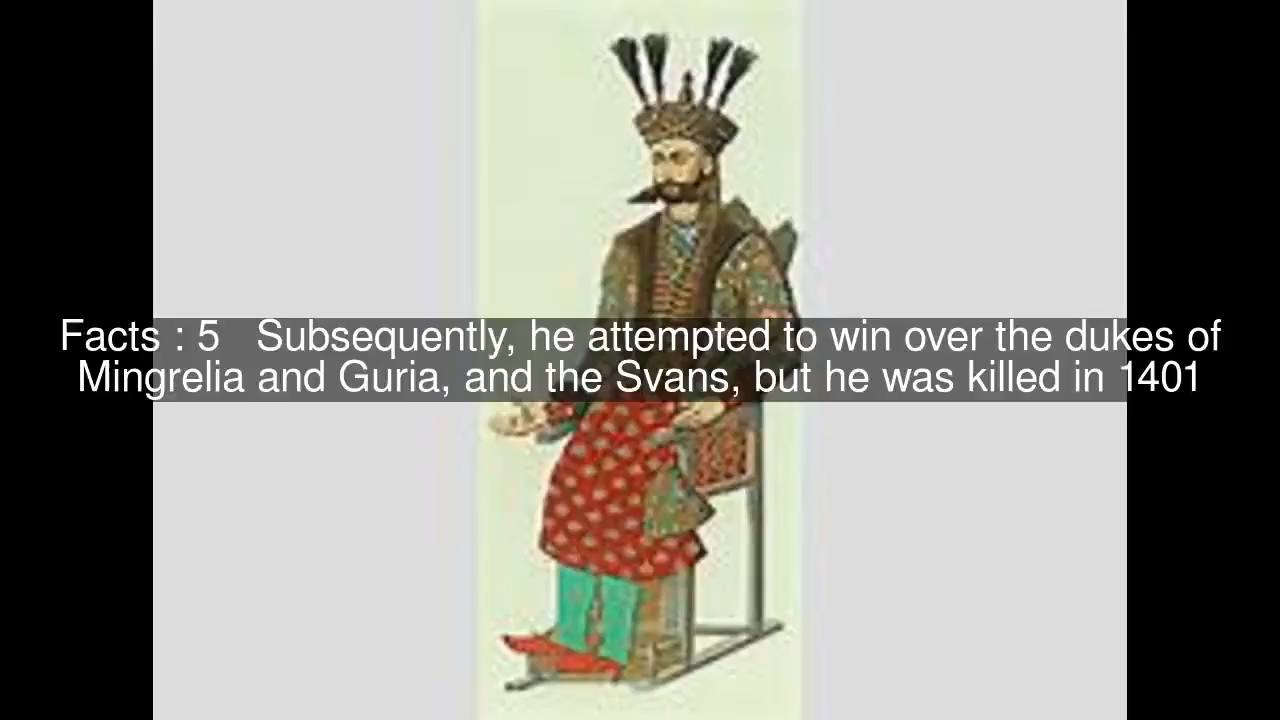 Facts : 5   Subsequently, he attempted to win over the dukes of
Mingrelia and Guria, and the Svans, but he was killed in 1401